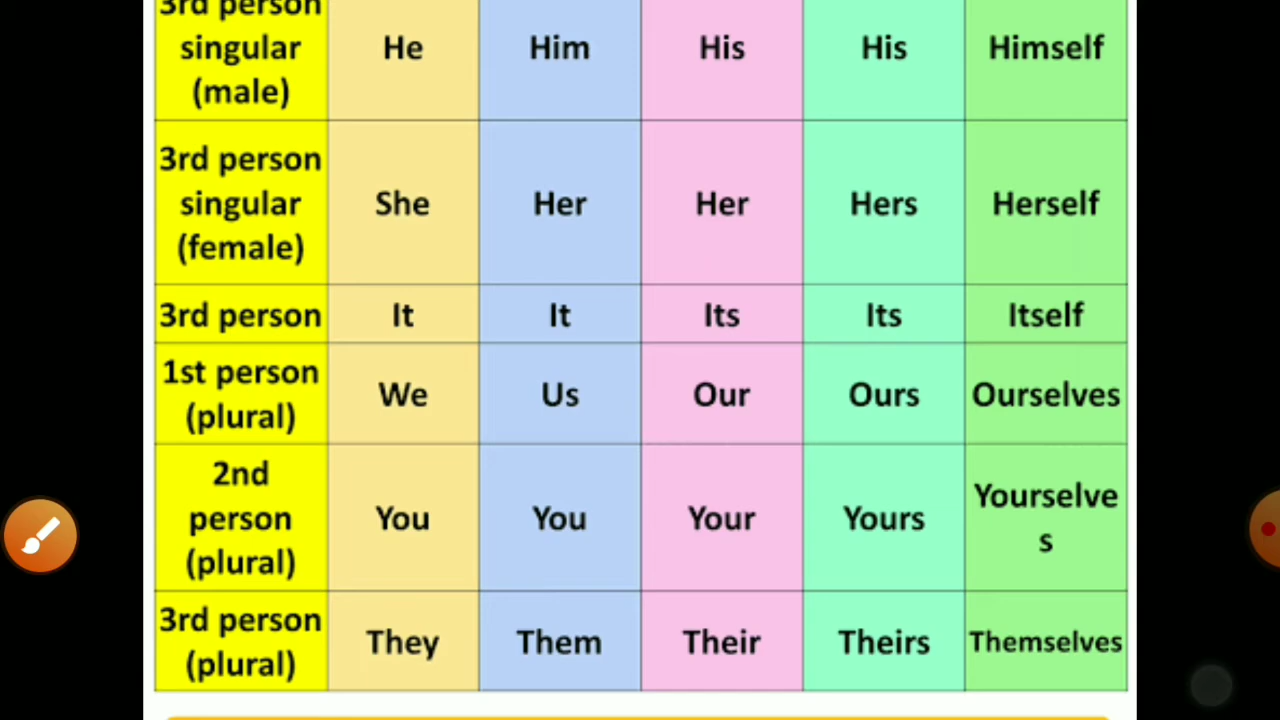 3rd person
singular
(male)
He
Him
His
His
Himself
3rd person
singular
(female)
She
Her
Her
Hers
Herself
3rd person
It
It
Its
Its
Itself
1st person
(plural)
We
Us
Our
Ours
Ourselves
2nd
person
(plural)
You
You
Your
Yours
Yourselve
s
3rd person
(plural)
They
Them
Their
Theirs
Themselves